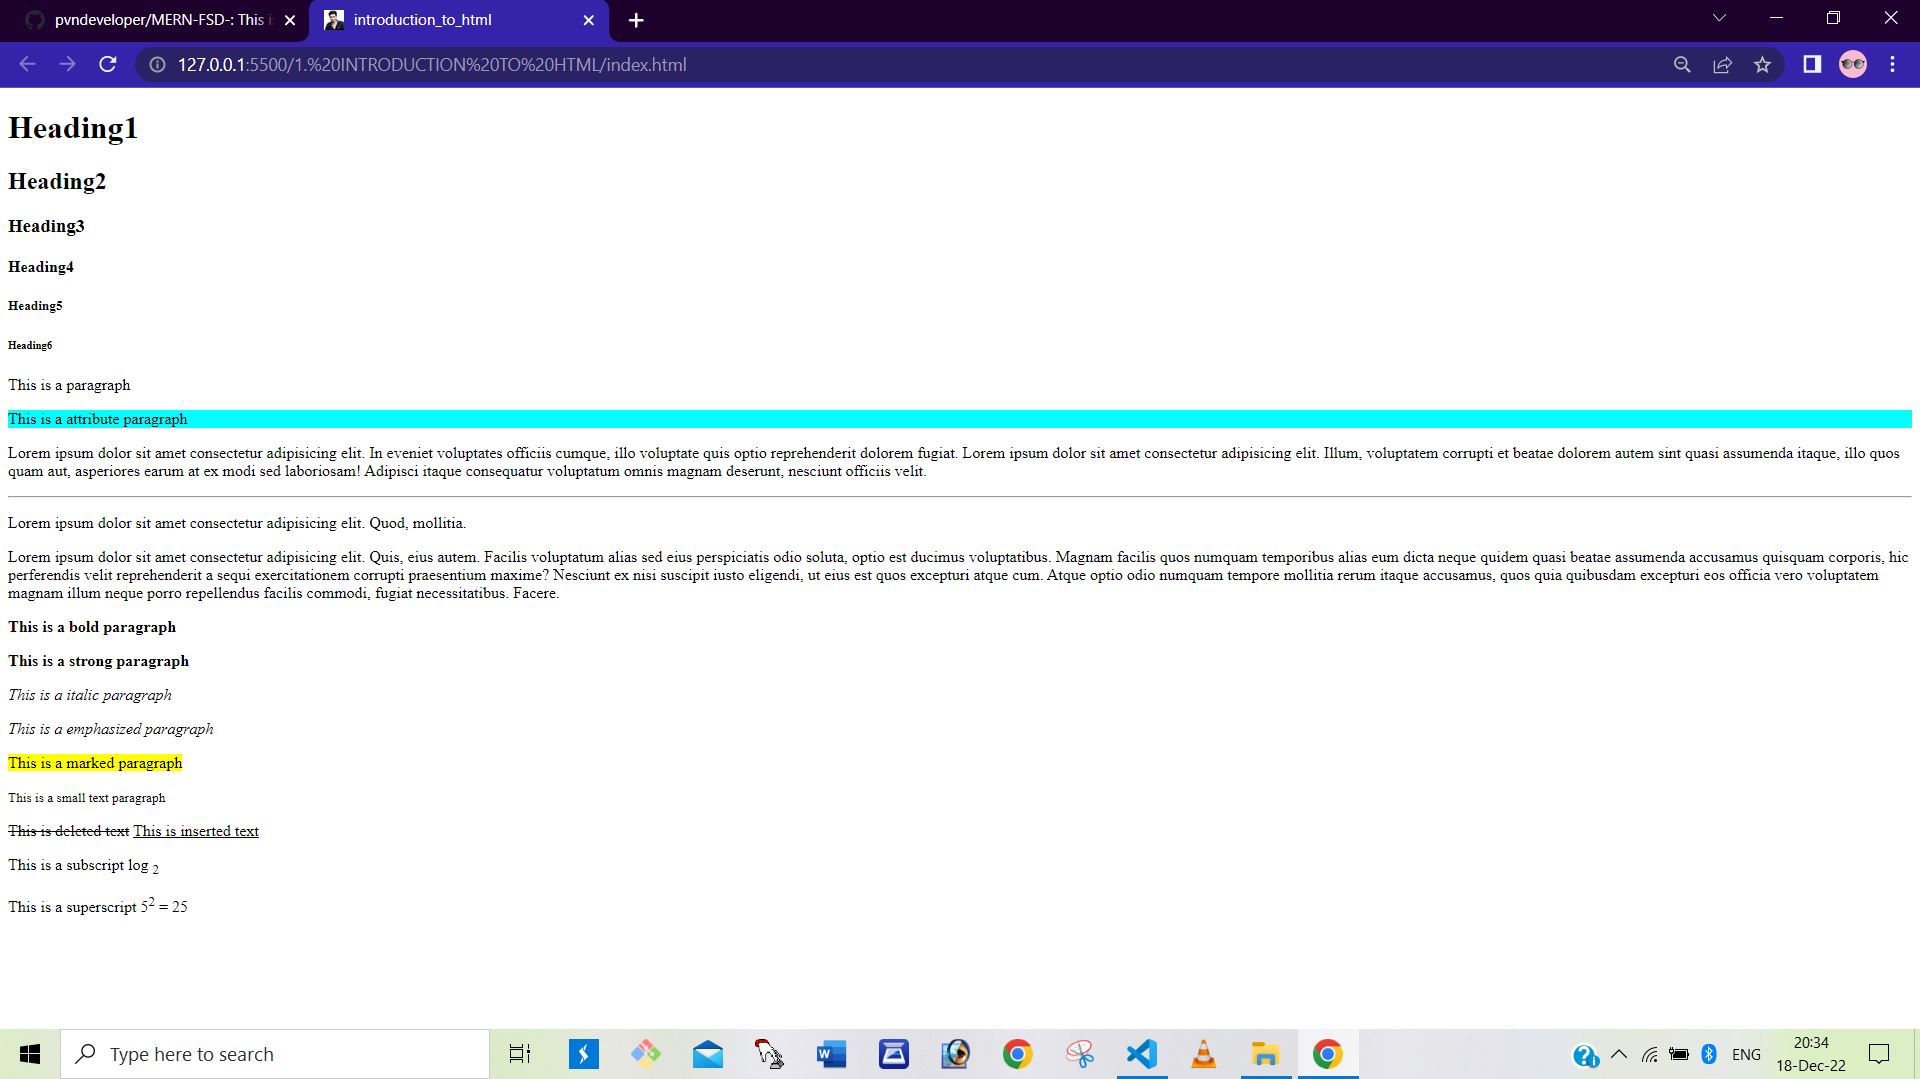 pvndeveloper/MERN-FSD-: This i
introduction_to_html
127.0.0.1:5500/1.%20INTRODUCTION%20TO%20HTML/index.html
Heading1
Heading2
Heading3
Heading4
Heading5
Heading6
This is a paragraph
This is a attribute paragraph
Lorem ipsum dolor sit amet consectetur adipisicing elit. In eveniet voluptates officiis cumque, illo voluptate quis optio reprehenderit dolorem fugiat. Lorem ipsum dolor sit amet consectetur adipisicing elit. Illum, voluptatem corrupti et beatae dolorem autem sint quasi assumenda itaque, illo quos
quam aut, asperiores earum at ex modi sed laboriosam! Adipisci itaque consequatur voluptatum omnis magnam deserunt, nesciunt officiis velit.
Lorem ipsum dolor sit amet consectetur adipisicing elit. Quod, mollitia.
Lorem ipsum dolor sit amet consectetur adipisicing elit. Quis, eius autem. Facilis voluptatum alias sed eius perspiciatis odio soluta, optio est ducimus voluptatibus. Magnam facilis quos numquam temporibus alias eum dicta neque quidem quasi beatae assumenda accusamus quisquam corporis, hic
perferendis velit reprehenderit a sequi exercitationem corrupti praesentium maxime? Nesciunt ex nisi suscipit iusto eligendi, ut eius est quos excepturi atque cum. Atque optio odio numquam tempore mollitia rerum itaque accusamus, quos quia quibusdam excepturi eos officia vero voluptatem
magnam illum neque porro repellendus facilis commodi, fugiat necessitatibus. Facere.
This is a bold paragraph
This is a strong paragraph
This is a italic paragraph
This is a emphasized paragraph
This is a marked paragraph
This is a small text paragraph
This is deleted text This is inserted text
This is a subscript log 2
This is a superscript 5² = 25
Type here to search
ENG
20:34
18-Dec-22